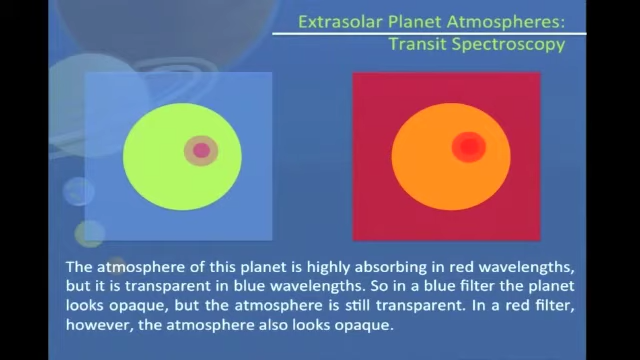 Extrasolar Planet Atmospheres:
Transit Spectroscopy
The atmosphere of this planet is highly absorbing in red wavelengths,
but it is transparent in blue wavelengths. So in a blue filter the planet
looks opaque, but the atmosphere is still transparent. In a red filter,
however, the atmosphere also looks opaque.